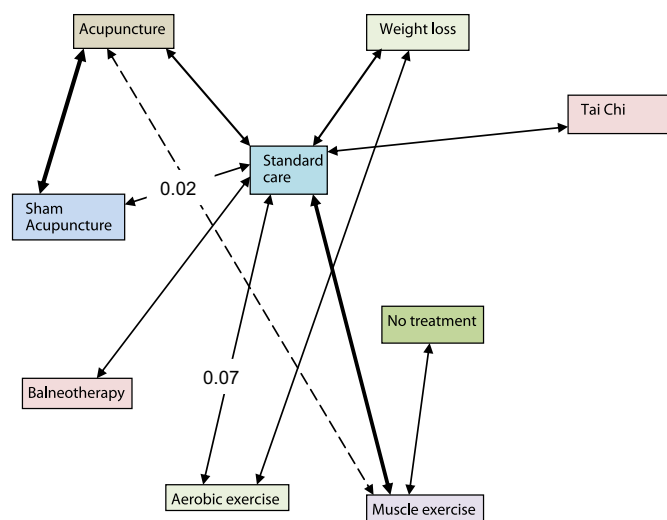 Acupuncture
Weight loss
Tai Chi
Standard
care
0.02
Sham
Acupuncture
No treatment
0.07
Balneotherapy
Aerobic exercise
Muscle exercise